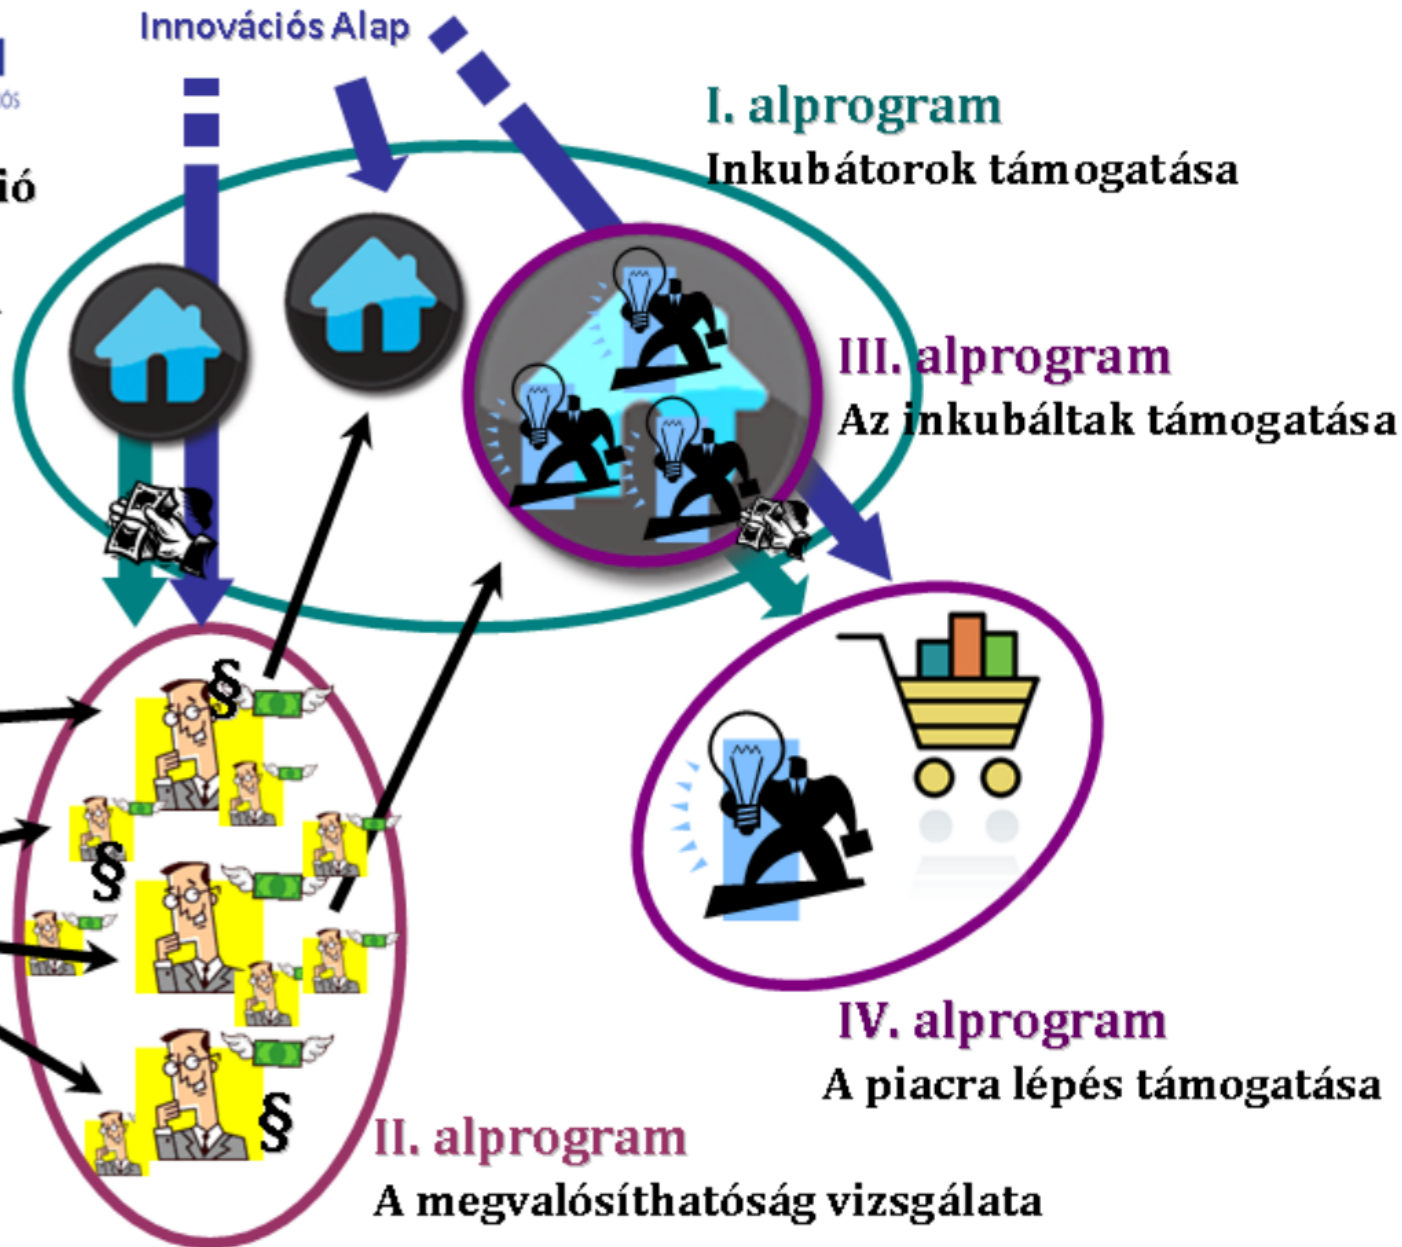 Innovációs Alap
I. alprogram
Inkubátorok támogatása
III. alprogram
Az inkubáltak támogatása
§
§
§
IV. alprogram
A piacra lépés támogatása
II. alprogram
A megvalósíthatóság vizsgálata